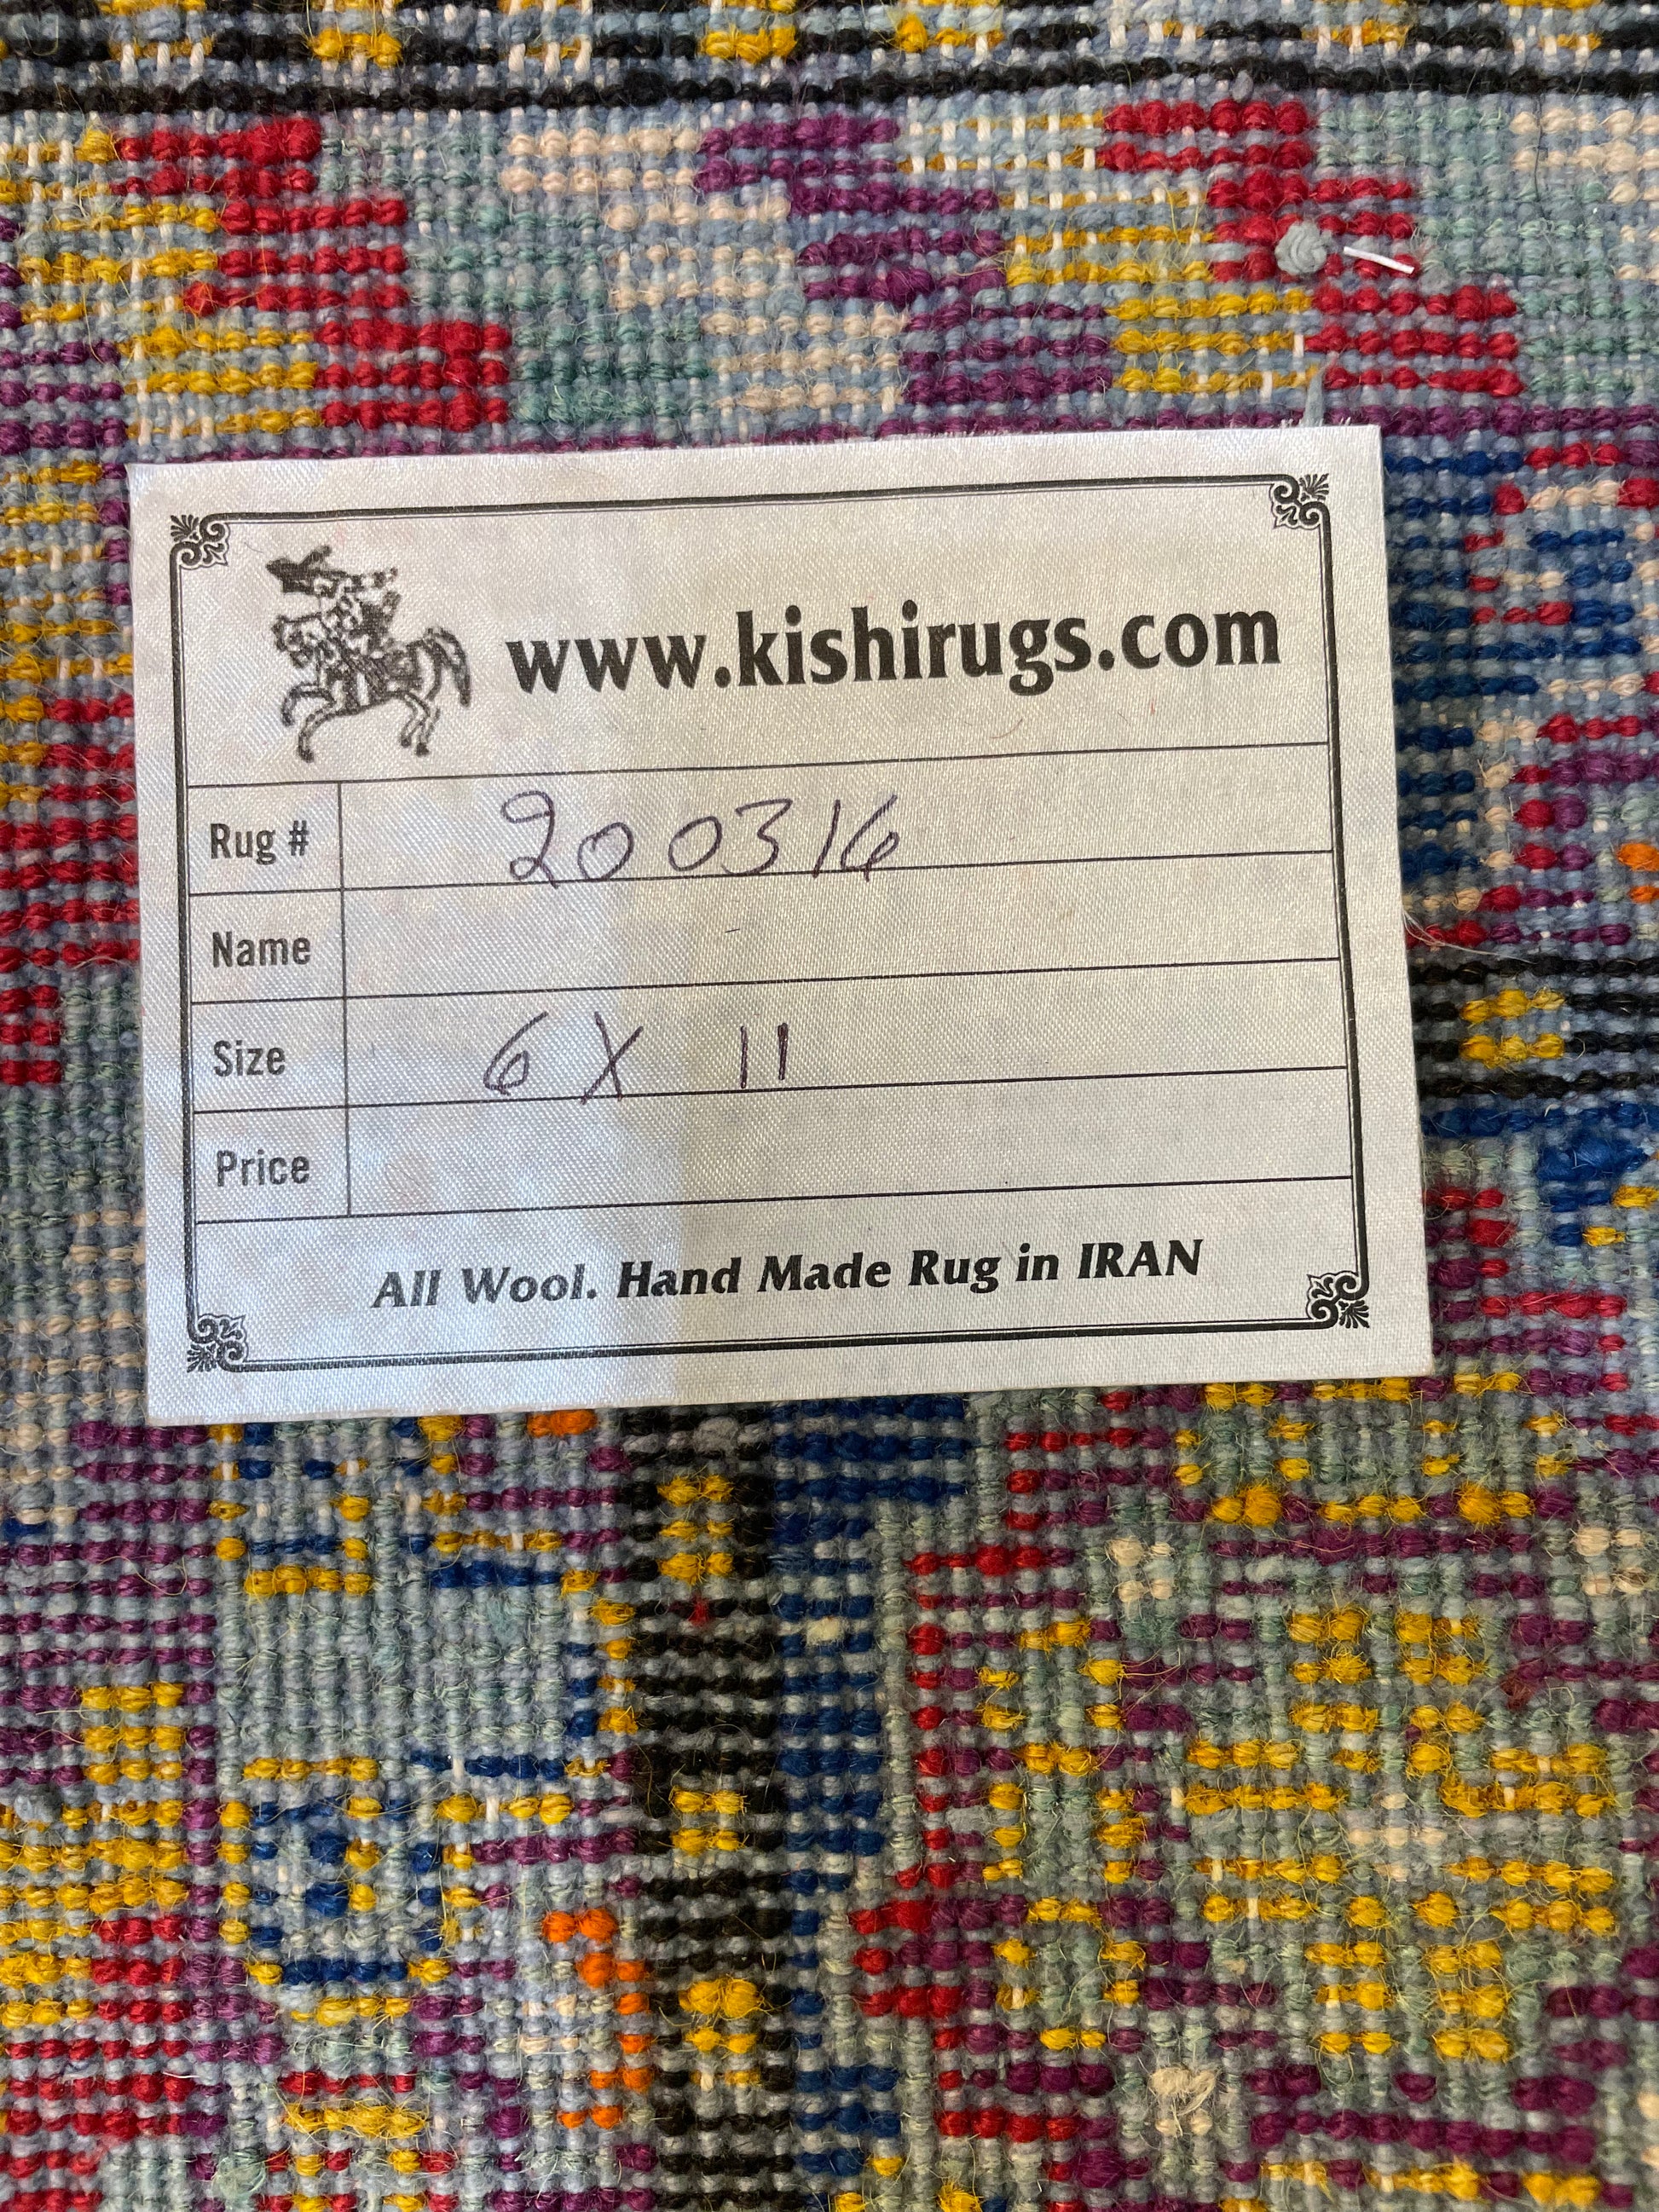 www.kishirugs.com
Rug # 200316
Name
Size 6 X 11
Price
All Wool. Hand Made Rug in IRAN